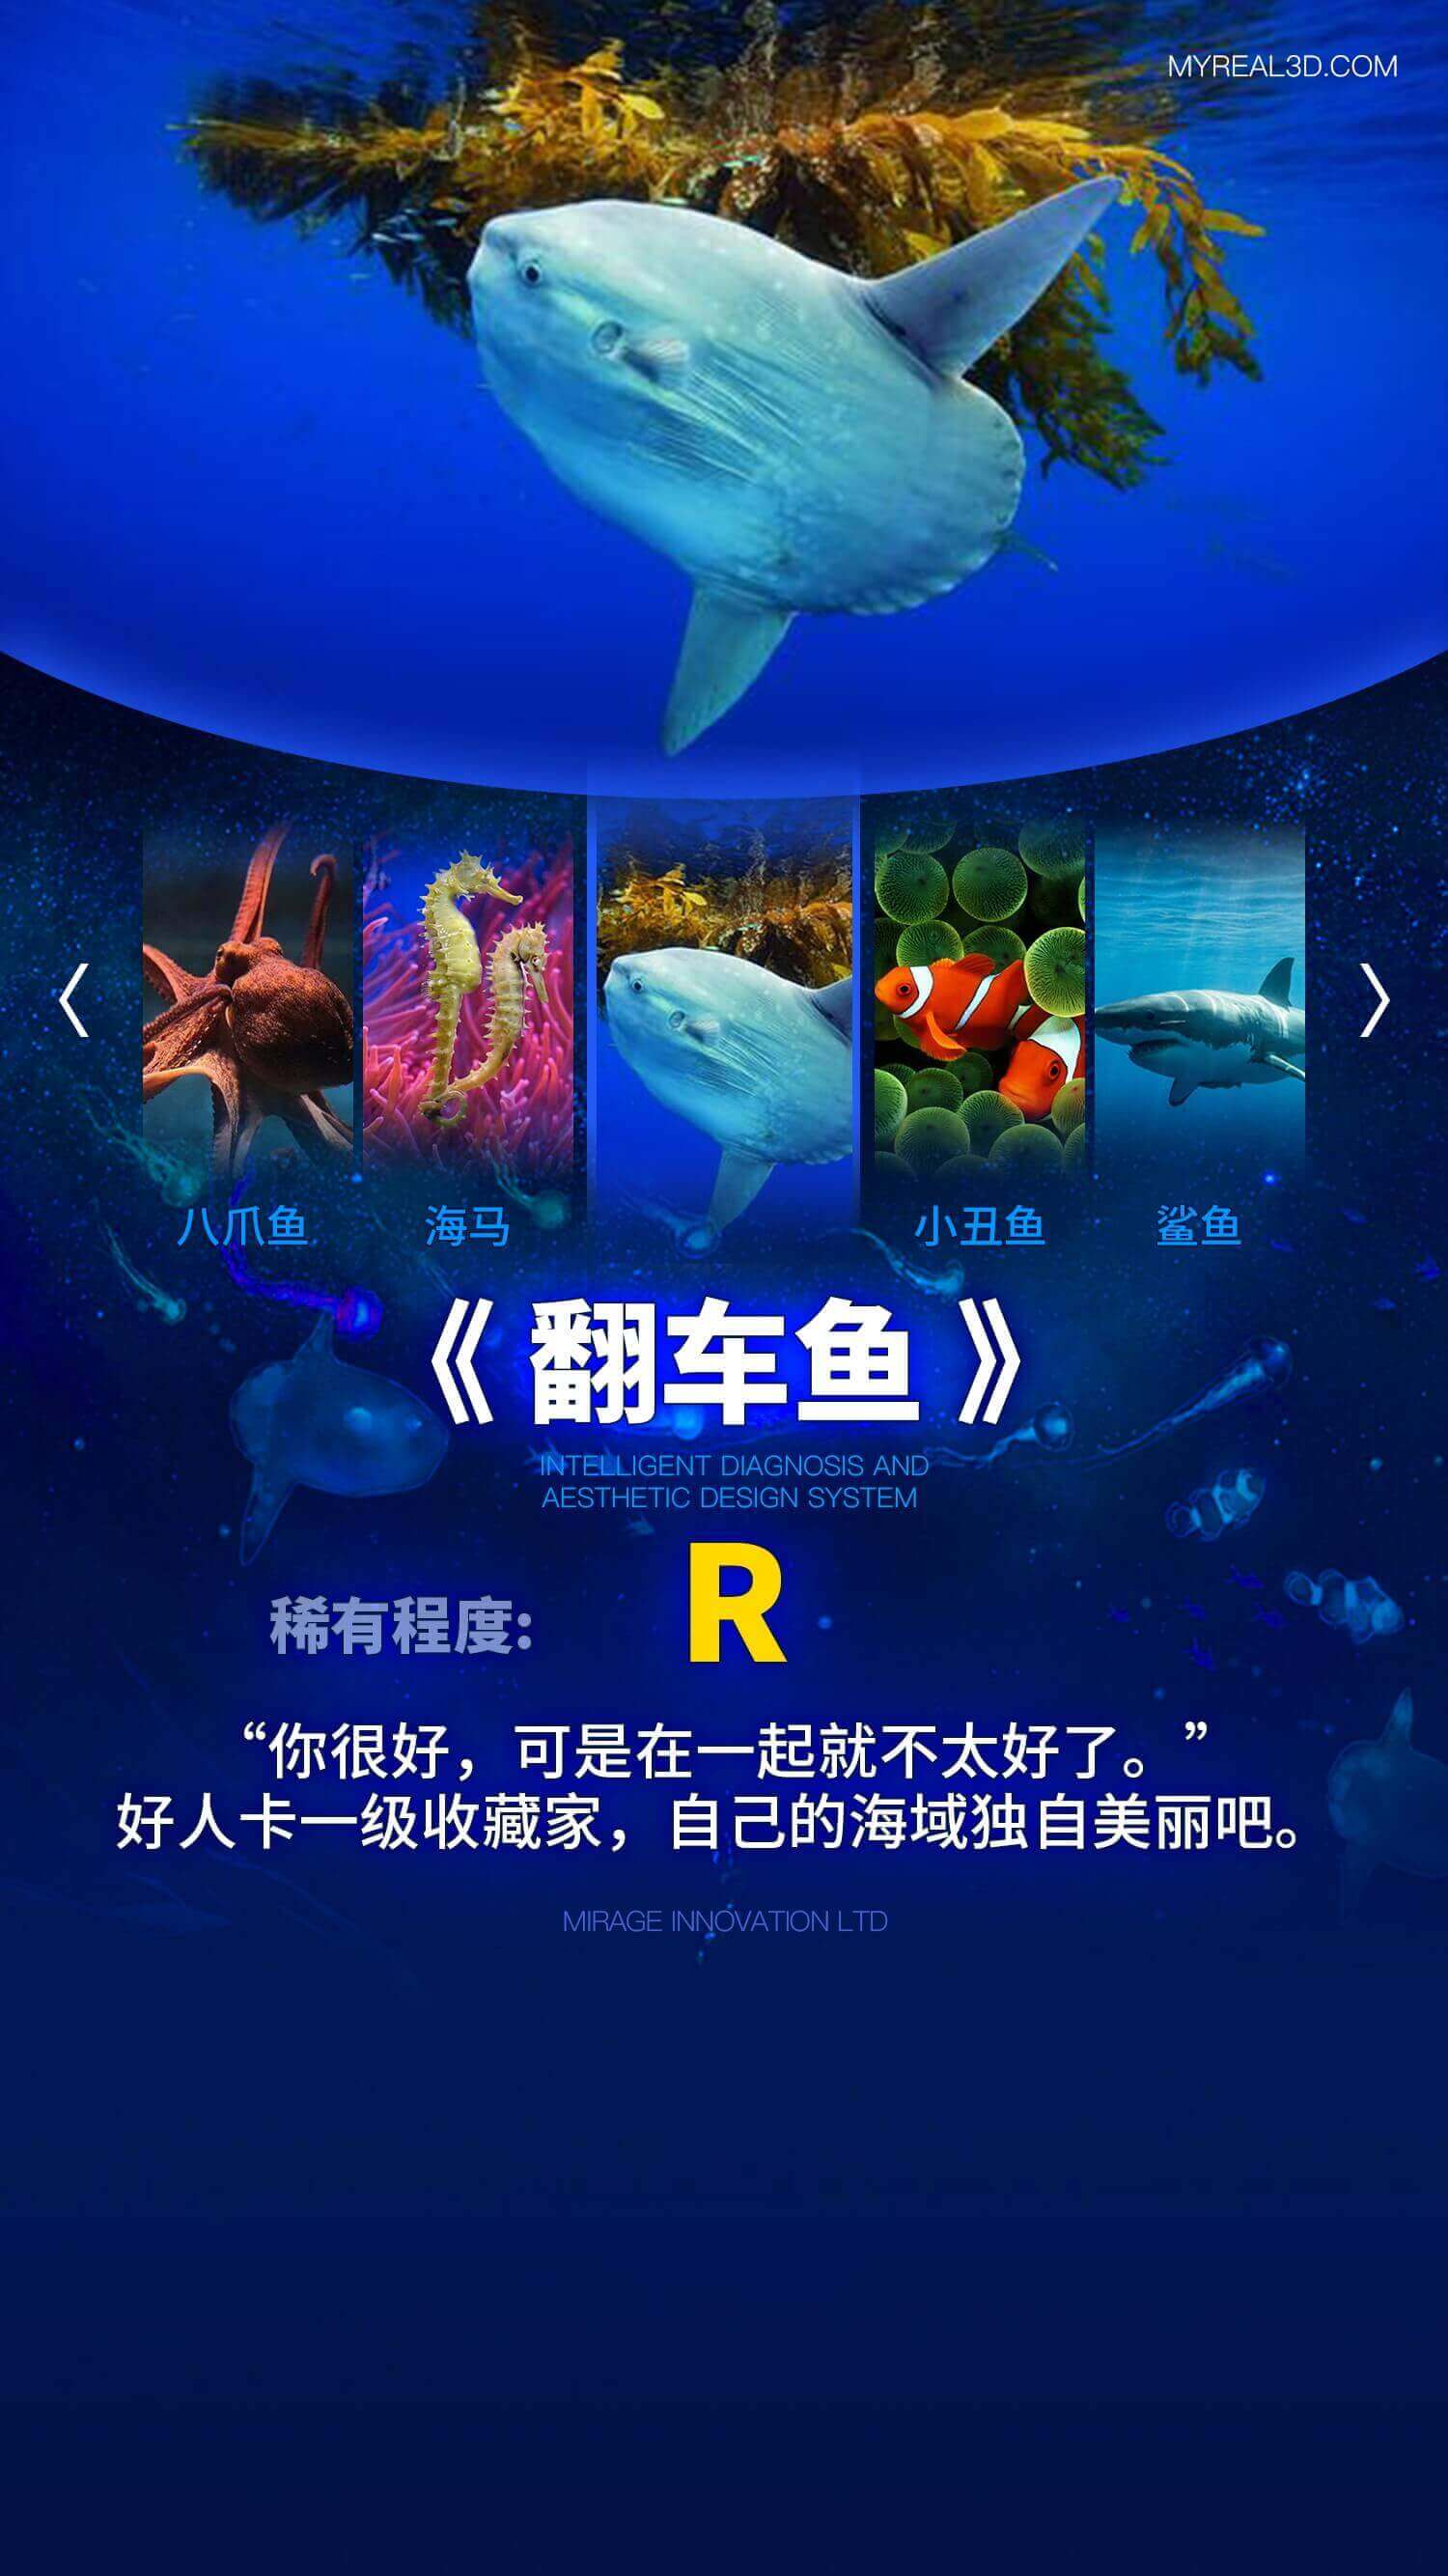 MYREAL3D.COM
八爪鱼
海马
小丑鱼
鲨鱼
《翻车鱼》
INTELLIGENT DIAGNOSIS AND
AESTHETIC DESIGN SYSTEM
稀有程度:
R
“你很好，可是在一起就不太好了。”
好人卡一级收藏家，自己的海域独自美丽吧。
MIRAGE INNOVATION LTD